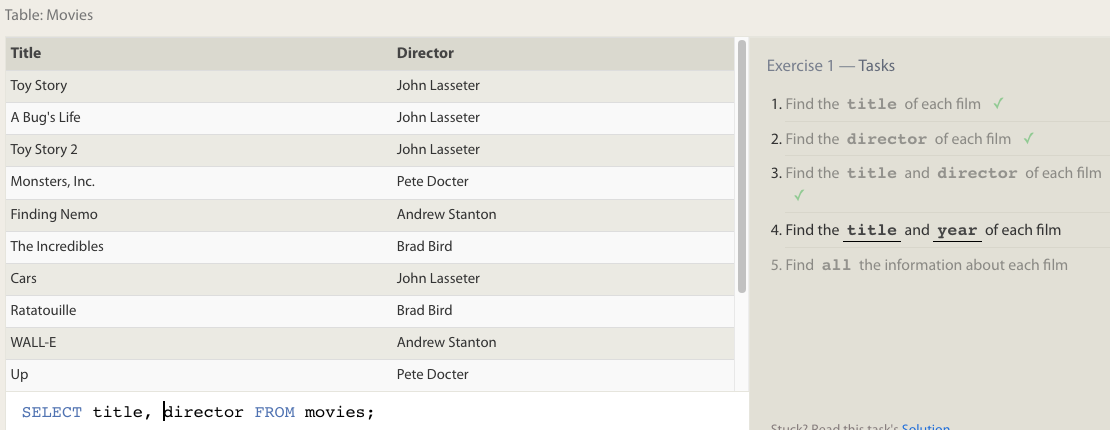 Table: Movies
Title Director
Toy Story John Lasseter
A Bug's Life John Lasseter
Toy Story 2 John Lasseter
Monsters, Inc. Pete Docter
Finding Nemo Andrew Stanton
The Incredibles Brad Bird
Cars John Lasseter
Ratatouille Brad Bird
WALL-E Andrew Stanton
Up Pete Docter
SELECT title, director FROM movies;
Exercise 1 — Tasks
1. Find the title of each film ✓
2. Find the director of each film ✓
3. Find the title and director of each film
✓
4. Find the title and year of each film
5. Find all the information about each film
Stuck? Read this task's Solution